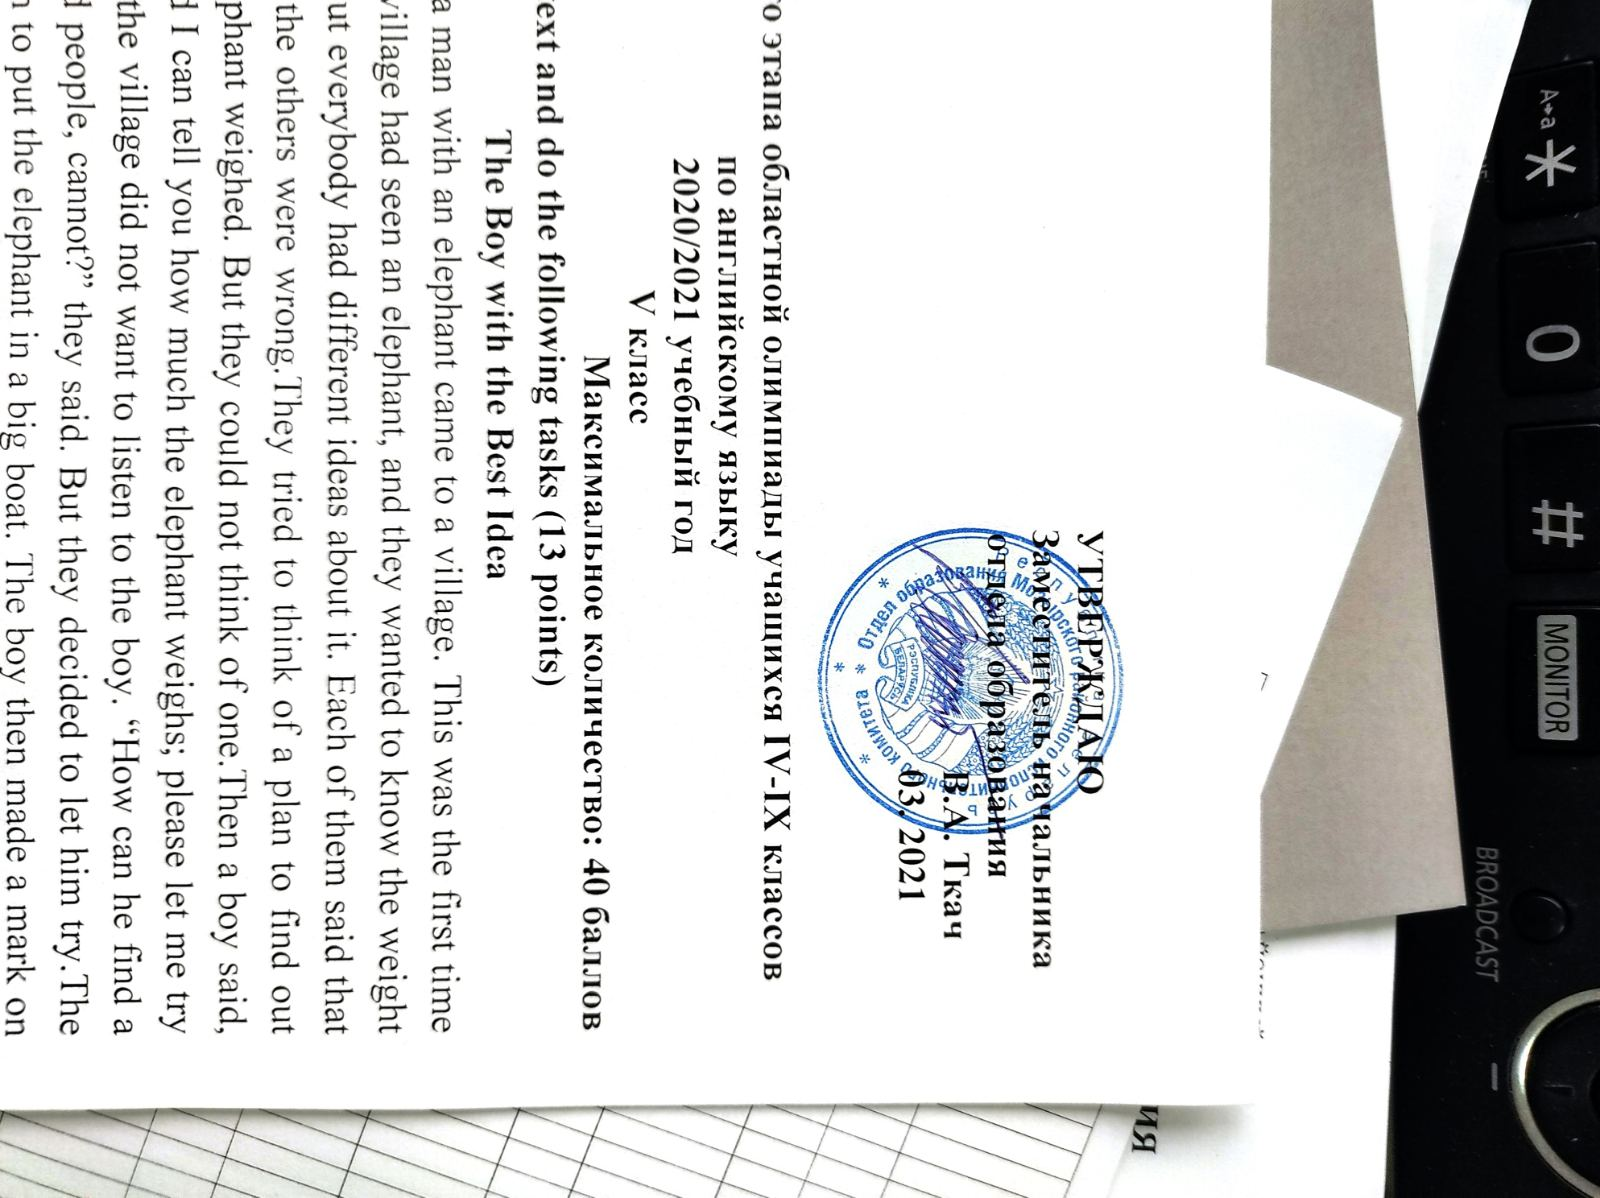 УТВЕРЖДАЮ
Заместитель начальника
отдела образования
В.А. Ткач
03. 2021
Отдел образования Мозырского районного исполнительного комитета
РЭСПУБЛІКА
БЕЛАРУСЬ
этапа областной олимпиады учащихся IV-IX классов
по английскому языку
2020/2021 учебный год
V класс
Максимальное количество: 40 баллов
ext and do the following tasks (13 points)
The Boy with the Best Idea
a man with an elephant came to a village. This was the first time
village had seen an elephant, and they wanted to know the weight
ut everybody had different ideas about it. Each of them said that
the others were wrong.They tried to think of a plan to find out
phant weighed. But they could not think of one.Then a boy said,
I can tell you how much the elephant weighs; please let me try
the village did not want to listen to the boy. “How can he find a
people, cannot?” they said. But they decided to let him try.The
to put the elephant in a big boat. The boy them made a mark on
A→a
*
0
#
MONITOR
BROADCAST
ИЯ